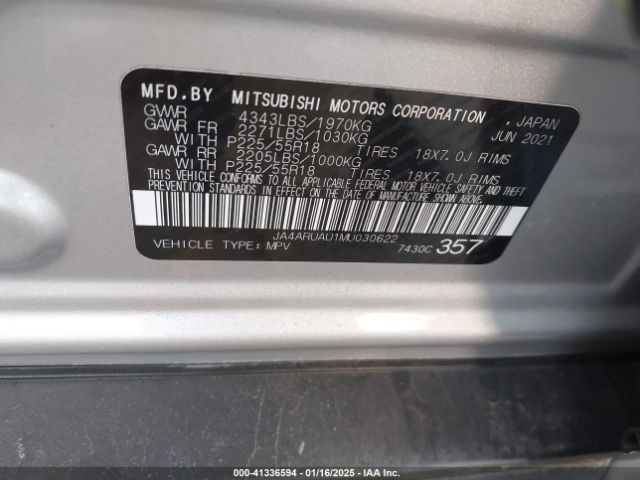 MFD.BY MITSUBISHI MOTORS CORPORATION , JAPAN
GVWR 4343LBS/1970KG JUN 2021
GAWR FR 2271LBS/1030KG
WITH P225/55R18 TIRES 18X7.0J RIMS
GAWR RR 2205LBS/1000KG
WITH P225/55R18 TIRES 18X7.0J RIMS
THIS VEHICLE CONFORMS TO ALL APPLICABLE FEDERAL MOTOR VEHICLE SAFETY AND THEFT
PREVENTION STANDARDS IN EFFECT ON THE DATE OF MANUFACTURE SHOWN ABOVE.
JA4ARUAU1MU030622
VEHICLE TYPE: MPV 7430C 357
000-41336594 - 01/16/2025 - IAA Inc.